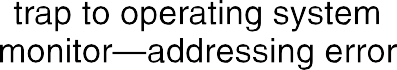 trap to operating system
monitor—addressing error